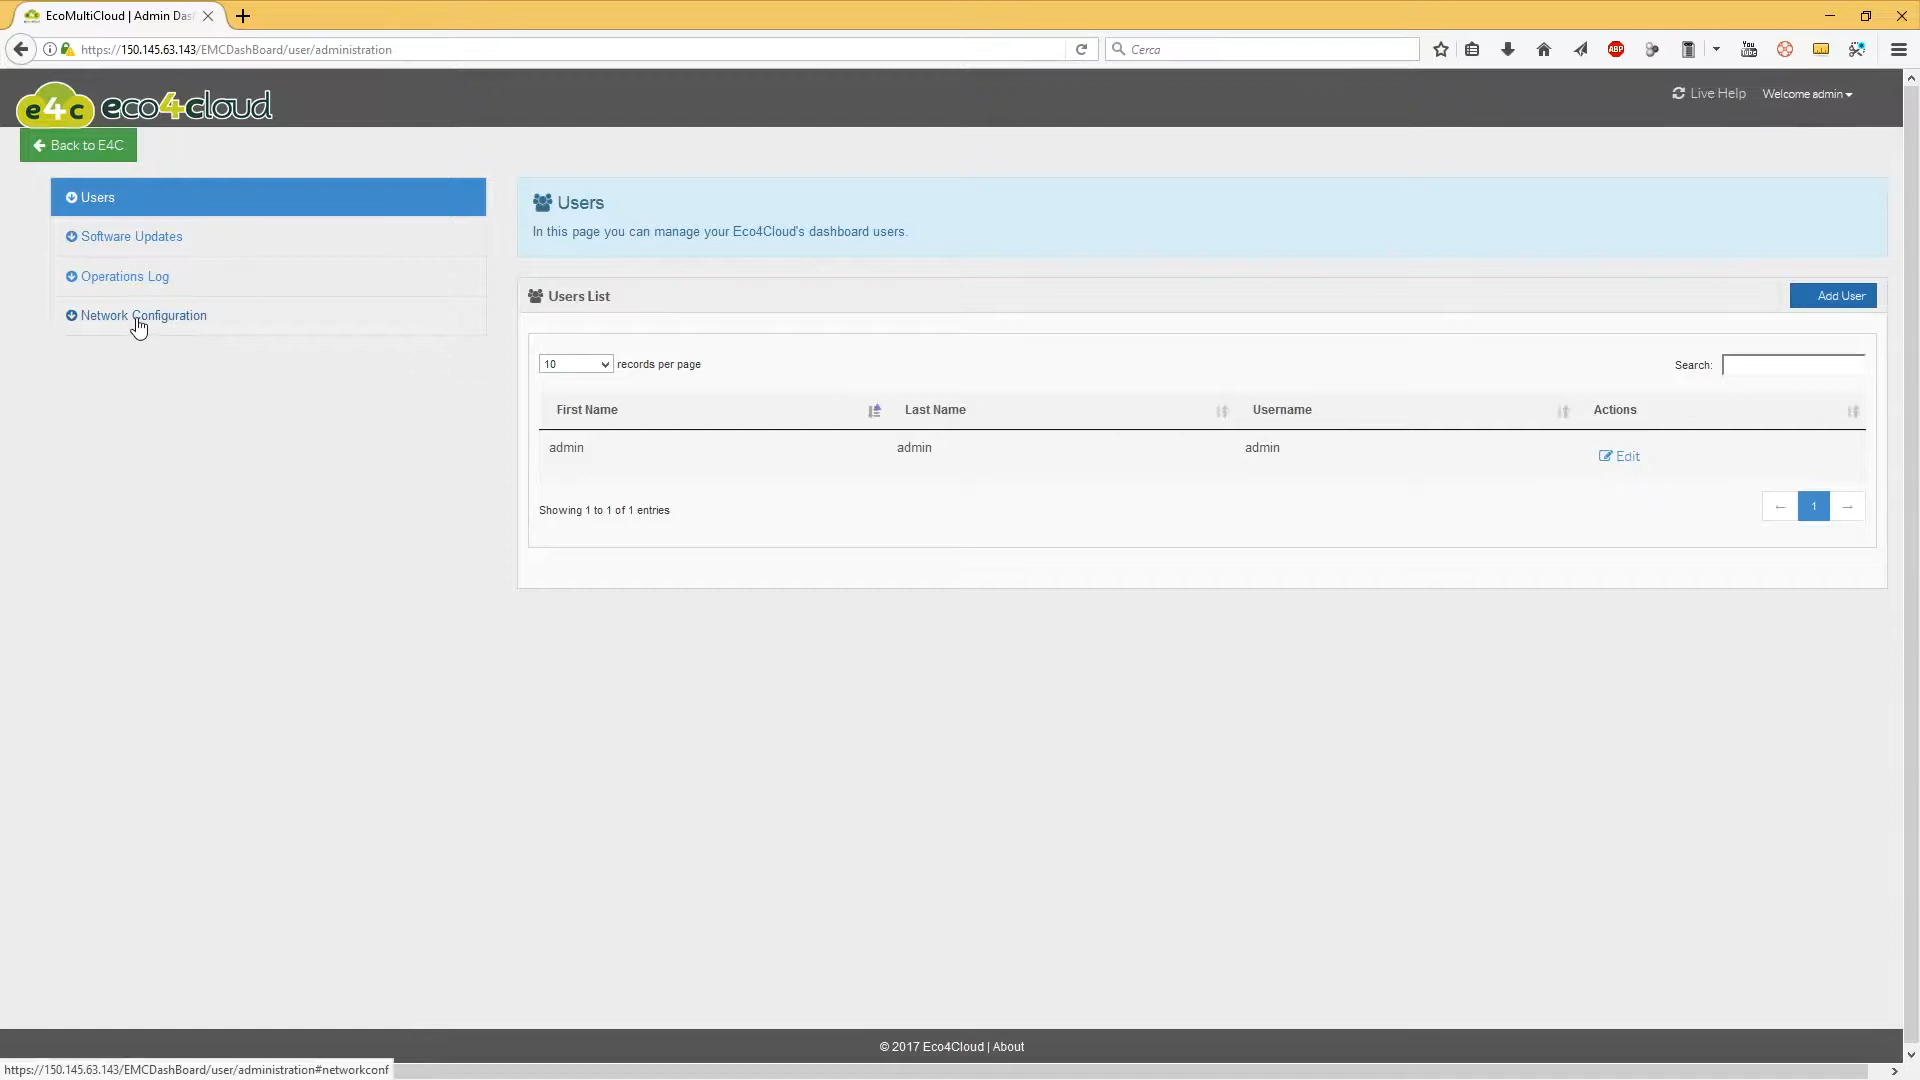 EcoMultiCloud | Admin Das
https://150.145.63.143/EMCDashBoard/user/administration
Cerca
ABP
You
Tube
e4c eco4cloud
Live Help
Welcome admin
Back to E4C
Users
Software Updates
Operations Log
Network Configuration
Users
In this page you can manage your Eco4Cloud's dashboard users.
Users List
Add User
10 records per page
Search:
First Name Last Name Username Actions
admin admin admin Edit
Showing 1 to 1 of 1 entries
← 1 →
© 2017 Eco4Cloud | About
https://150.145.63.143/EMCDashBoard/user/administration#networkconf